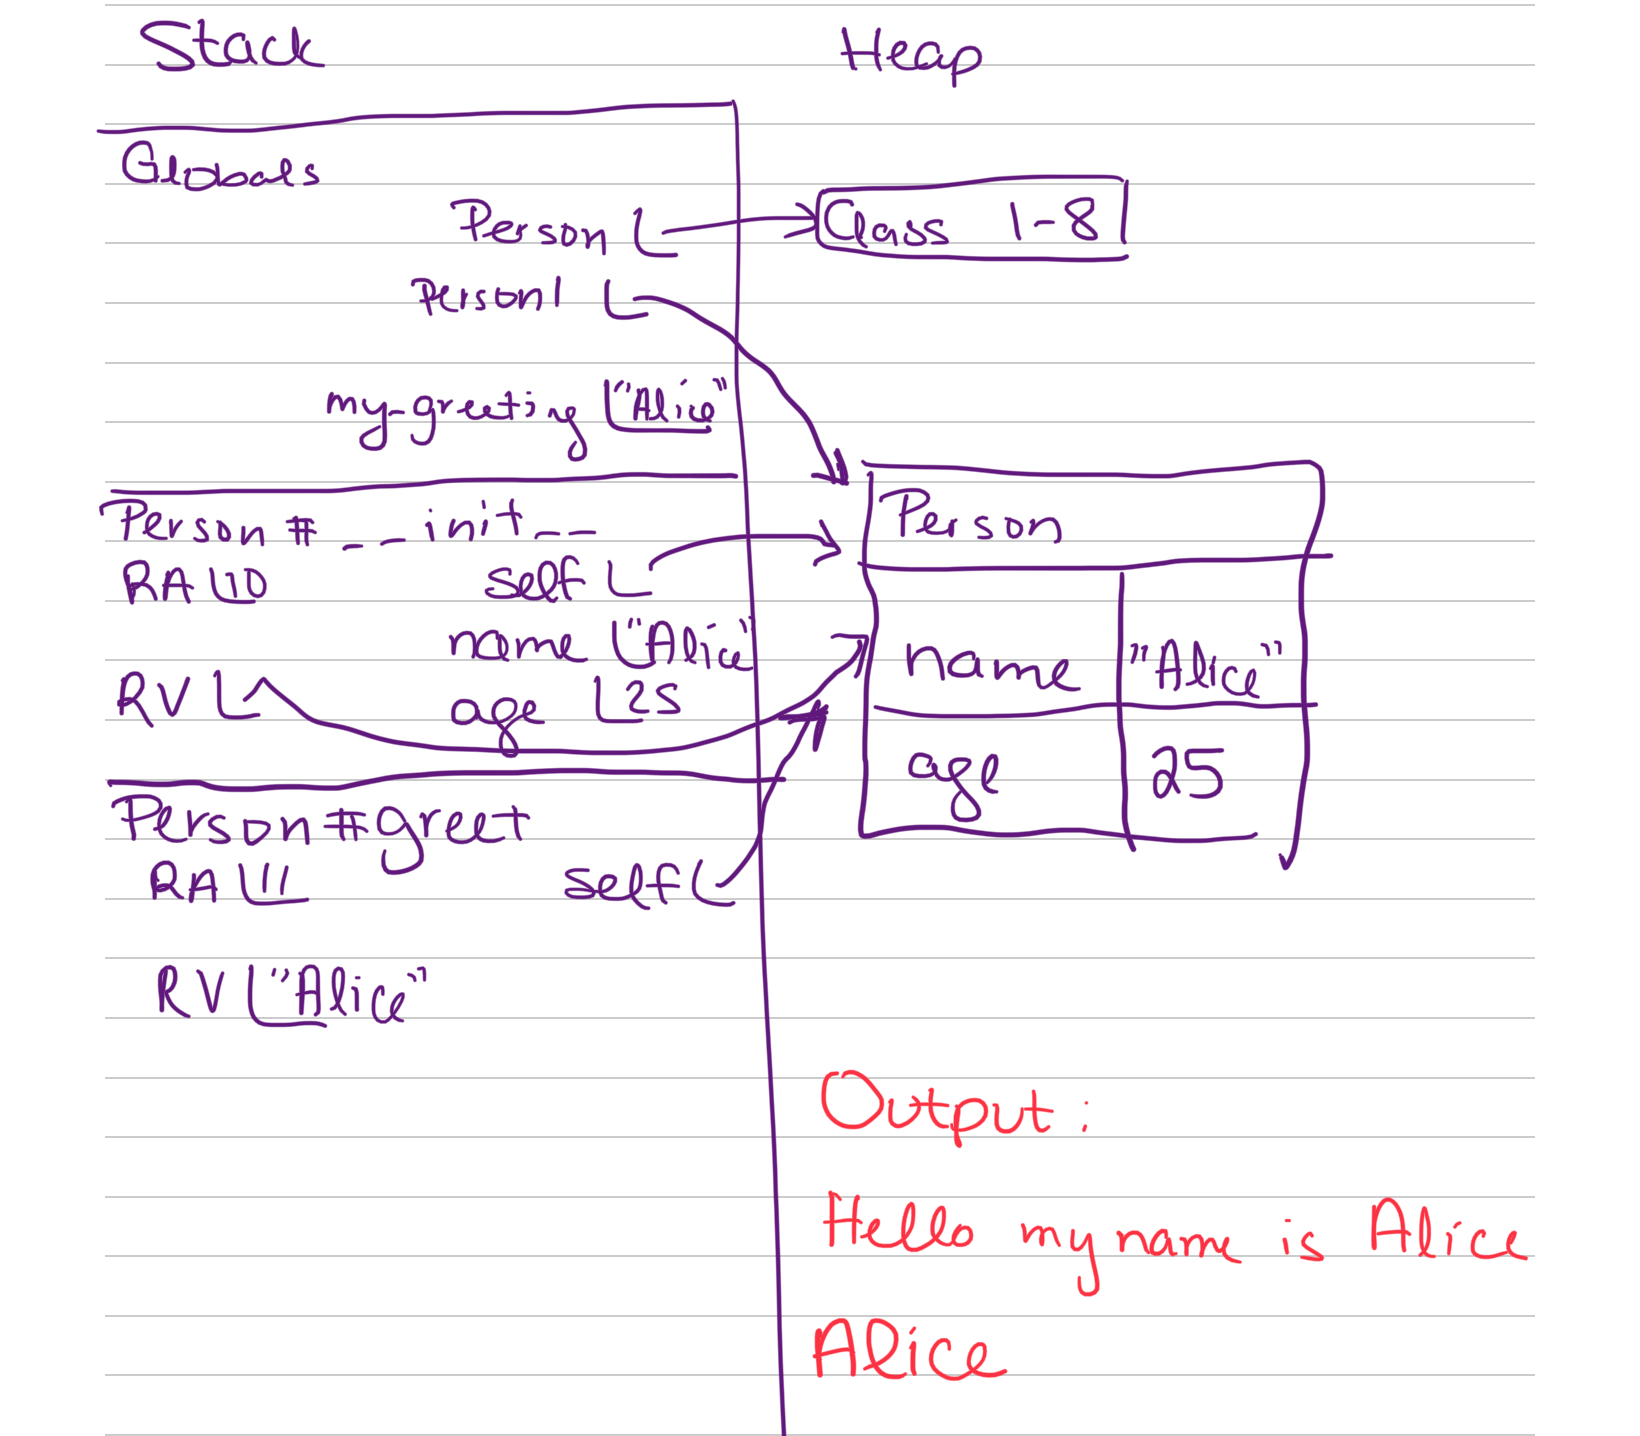 Stack
Heap
Globals
Person
Class 1-8
Person1
my-greeting "Alice"
Person # __init__
Person
RA 10
self
name "Alice"
name "Alice"
RV
age 25
age 25
Person #greet
RA 11
self
RV "Alice"
Output:
Hello my name is Alice
Alice